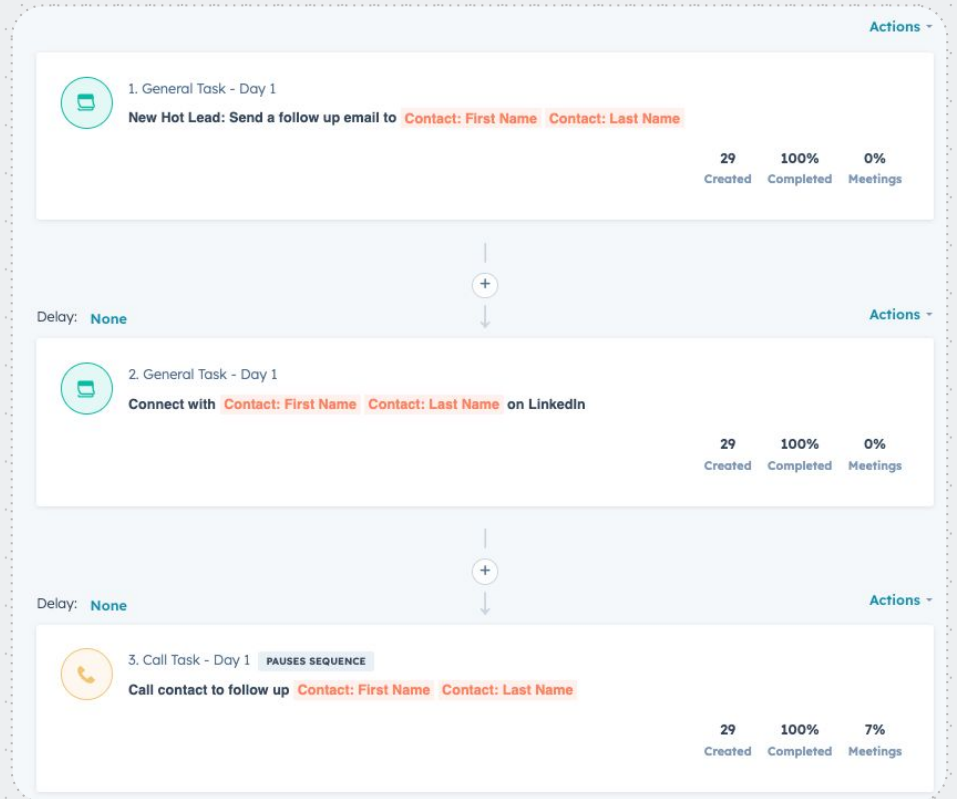 Actions
1. General Task - Day 1
New Hot Lead: Send a follow up email to Contact: First Name Contact: Last Name
29 100% 0%
Created Completed Meetings
Delay: None
Actions
2. General Task - Day 1
Connect with Contact: First Name Contact: Last Name on LinkedIn
29 100% 0%
Created Completed Meetings
Delay: None
Actions
3. Call Task - Day 1 PAUSES SEQUENCE
Call contact to follow up Contact: First Name Contact: Last Name
29 100% 7%
Created Completed Meetings